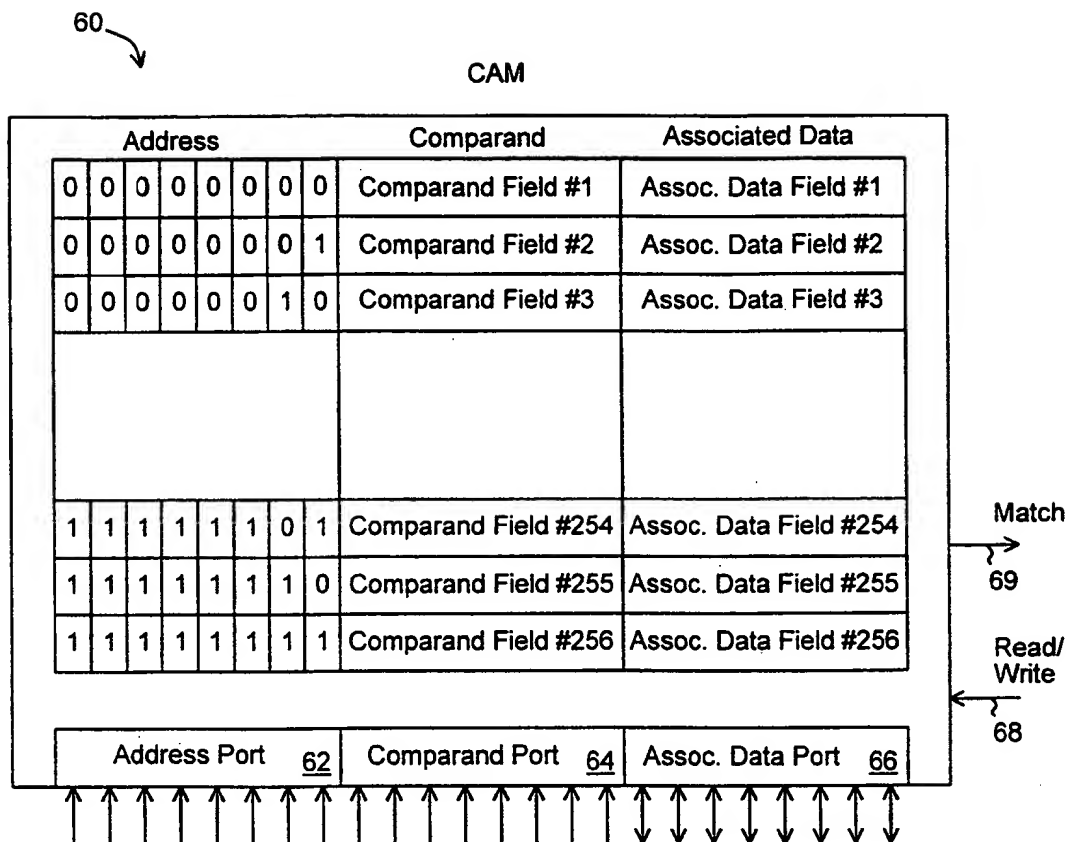 60
CAM
Address Comparand Associated Data
0 0 0 0 0 0 0 0 Comparand Field #1 Assoc. Data Field #1
0 0 0 0 0 0 0 1 Comparand Field #2 Assoc. Data Field #2
0 0 0 0 0 0 1 0 Comparand Field #3 Assoc. Data Field #3
1 1 1 1 1 1 0 1 Comparand Field #254 Assoc. Data Field #254
Match
69
1 1 1 1 1 1 1 0 Comparand Field #255 Assoc. Data Field #255
1 1 1 1 1 1 1 1 Comparand Field #256 Assoc. Data Field #256
Read/
Write
68
Address Port 62 Comparand Port 64 Assoc. Data Port 66